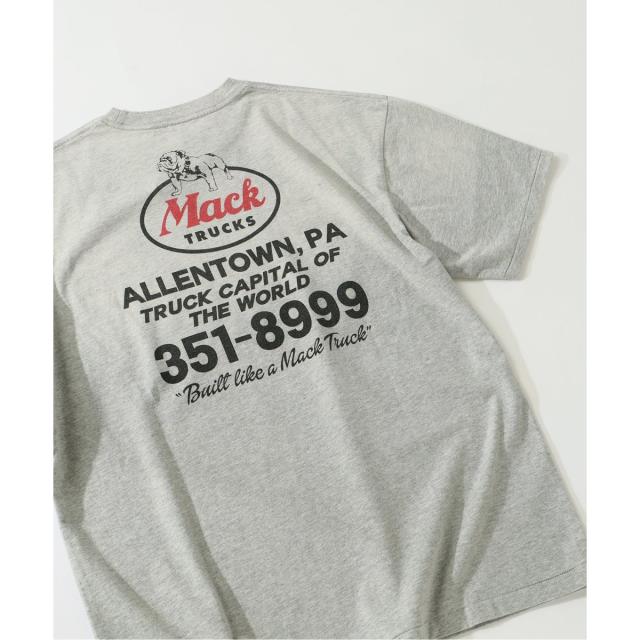 Mack
TRUCKS
ALLENTOWN, PA
TRUCK CAPITAL OF
THE WORLD
351-8999
"Built like a Mack Truck"